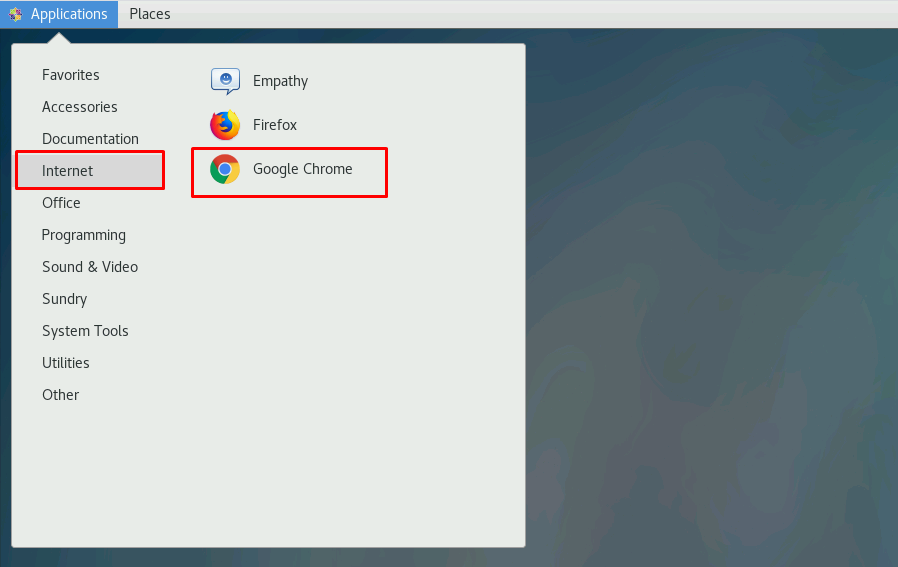 Applications Places
Favorites
Accessories
Documentation
Internet
Office
Programming
Sound & Video
Sundry
System Tools
Utilities
Other
Empathy
Firefox
Google Chrome